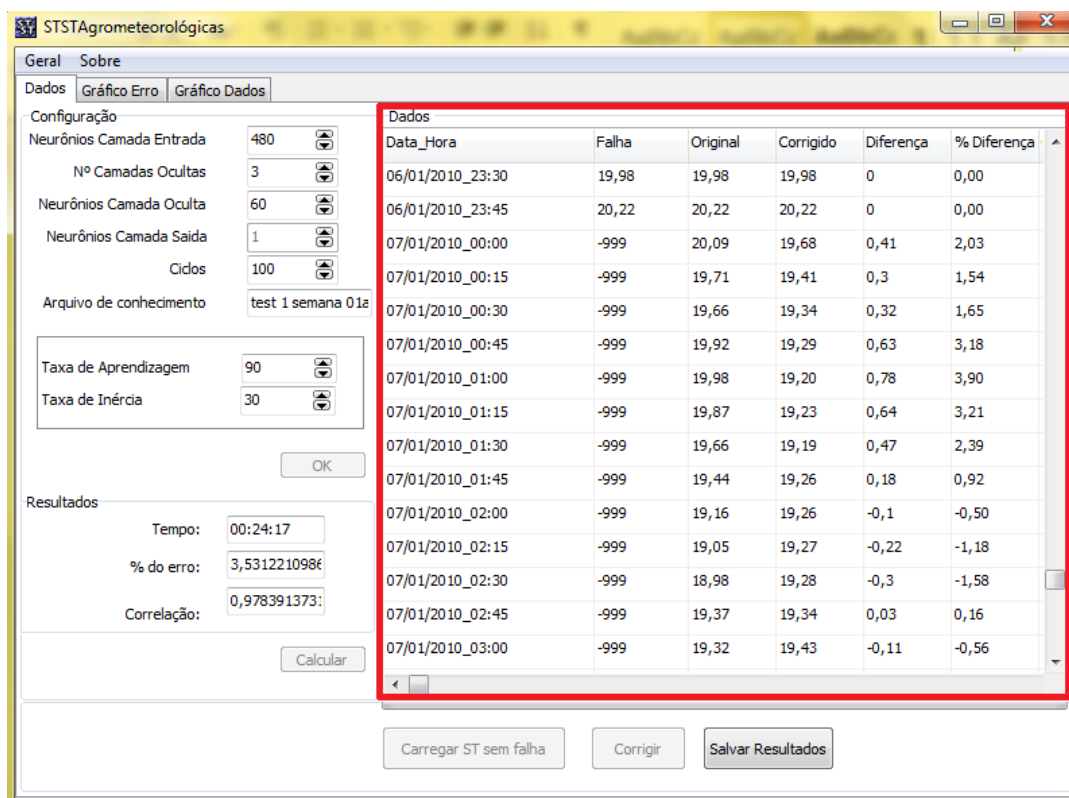 STSTAgrometeorológicas
Geral Sobre
Dados Gráfico Erro Gráfico Dados
Configuração
Neurônios Camada Entrada 480
Nº Camadas Ocultas 3
Neurônios Camada Oculta 60
Neurônios Camada Saida 1
Ciclos 100
Arquivo de conhecimento test 1 semana 01a
Taxa de Aprendizagem 90
Taxa de Inércia 30
OK
Resultados
Tempo: 00:24:17
% do erro: 3,531221098
Correlação: 0,978391373
Calcular
Dados
Data_Hora Falha Original Corrigido Diferença % Diferença
06/01/2010_23:30 19,98 19,98 19,98 0 0,00
06/01/2010_23:45 20,22 20,22 20,22 0 0,00
07/01/2010_00:00 -999 20,09 19,68 0,41 2,03
07/01/2010_00:15 -999 19,71 19,41 0,3 1,54
07/01/2010_00:30 -999 19,66 19,34 0,32 1,65
07/01/2010_00:45 -999 19,92 19,29 0,63 3,18
07/01/2010_01:00 -999 19,98 19,20 0,78 3,90
07/01/2010_01:15 -999 19,87 19,23 0,64 3,21
07/01/2010_01:30 -999 19,66 19,19 0,47 2,39
07/01/2010_01:45 -999 19,44 19,26 0,18 0,92
07/01/2010_02:00 -999 19,16 19,26 -0,1 -0,50
07/01/2010_02:15 -999 19,05 19,27 -0,22 -1,18
07/01/2010_02:30 -999 18,98 19,28 -0,3 -1,58
07/01/2010_02:45 -999 19,37 19,34 0,03 0,16
07/01/2010_03:00 -999 19,32 19,43 -0,11 -0,56
Carregar ST sem falha Corrigir Salvar Resultados